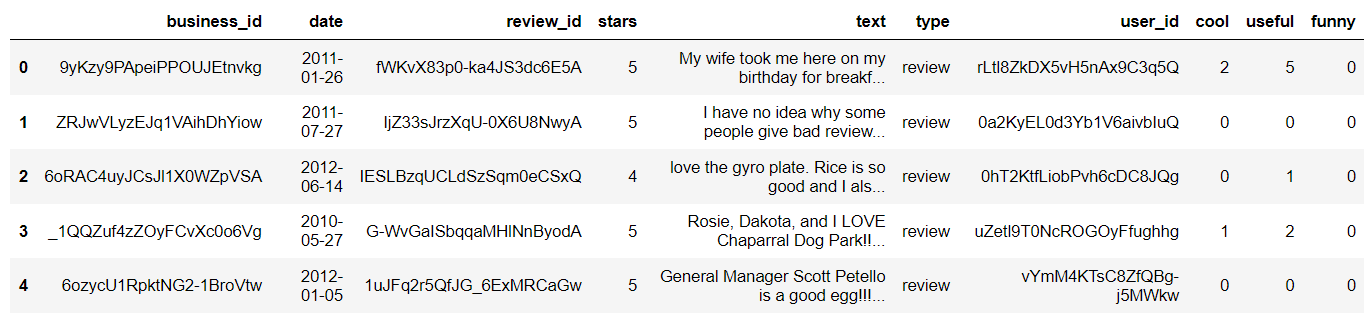 business_id date review_id stars text type user_id cool useful funny
0 9yKzy9PApeiPPOUJEtnvkg 2011-01-26 fWKvX83p0-ka4JS3dc6E5A 5 My wife took me here on my birthday for breakf... review rLtl8ZkDX5vH5nAx9C3q5Q 2 5 0
1 ZRJwVLyzEJq1VAihDhYiow 2011-07-27 IjZ33sJrzXqU-0X6U8NwyA 5 I have no idea why some people give bad review... review 0a2KyEL0d3Yb1V6aivbIuQ 0 0 0
2 6oRAC4uyJCsJl1X0WZpVSA 2012-06-14 IESLBzqUCLdSzSqm0eCSxQ 4 love the gyro plate. Rice is so good and I als... review 0hT2KtfLiobPvh6cDC8JQg 0 1 0
3 _1QQZuf4zZOyFCvXc0o6Vg 2010-05-27 G-WvGaISbqqaMHlNnByodA 5 Rosie, Dakota, and I LOVE Chaparral Dog Park!!... review uZetl9T0NcROGOyFfughhg 1 2 0
4 6ozycU1RpktNG2-1BroVtw 2012-01-05 1uJFq2r5QfJG_6ExMRCaGw 5 General Manager Scott Petello is a good egg!!!... review vYmM4KTsC8ZfQBg-j5MWkw 0 0 0